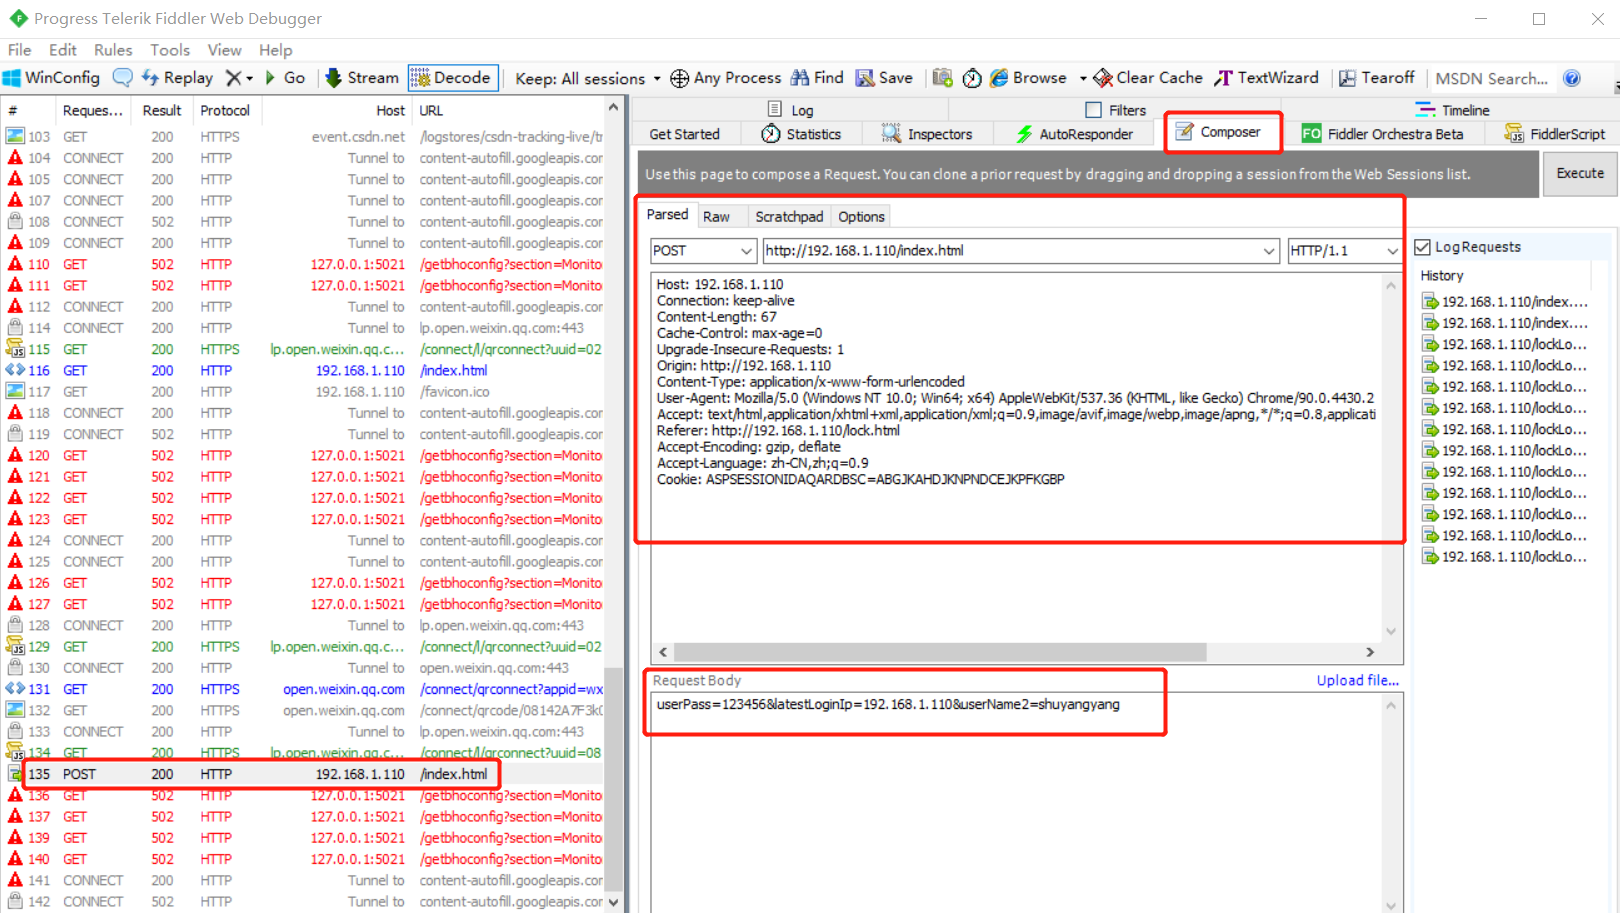 Progress Telerik Fiddler Web Debugger
File Edit Rules Tools View Help
WinConfig Replay Go Stream Decode Keep: All sessions Any Process Find Save Browse Clear Cache TextWizard Tearoff MSDN Search...
# Reques... Result Protocol Host URL
103 GET 200 HTTPS event.csdn.net /logstores/csdn-tracking-live/tr
104 CONNECT 200 HTTP Tunnel to content-autofill.googleapis.com
105 CONNECT 200 HTTP Tunnel to content-autofill.googleapis.com
107 CONNECT 200 HTTP Tunnel to content-autofill.googleapis.com
108 CONNECT 502 HTTP Tunnel to content-autofill.googleapis.com
109 CONNECT 200 HTTP Tunnel to content-autofill.googleapis.com
110 GET 502 HTTP 127.0.0.1:5021 /getbhoconfig?section=Monito
111 GET 502 HTTP 127.0.0.1:5021 /getbhoconfig?section=Monito
112 CONNECT 200 HTTP Tunnel to content-autofill.googleapis.com
114 CONNECT 200 HTTP Tunnel to lp.open.weixin.qq.com:443
115 GET 200 HTTPS lp.open.weixin.qq.c... /connect/l/qrconnect?uuid=02
116 GET 200 HTTP 192.168.1.110 /index.html
117 GET 200 HTTP 192.168.1.110 /favicon.ico
118 CONNECT 200 HTTP Tunnel to content-autofill.googleapis.com
119 CONNECT 502 HTTP Tunnel to content-autofill.googleapis.com
120 GET 502 HTTP 127.0.0.1:5021 /getbhoconfig?section=Monito
121 GET 502 HTTP 127.0.0.1:5021 /getbhoconfig?section=Monito
122 GET 502 HTTP 127.0.0.1:5021 /getbhoconfig?section=Monito
123 GET 502 HTTP 127.0.0.1:5021 /getbhoconfig?section=Monito
124 CONNECT 200 HTTP Tunnel to content-autofill.googleapis.com
125 CONNECT 200 HTTP Tunnel to content-autofill.googleapis.com
126 GET 502 HTTP 127.0.0.1:5021 /getbhoconfig?section=Monito
127 GET 502 HTTP 127.0.0.1:5021 /getbhoconfig?section=Monito
128 CONNECT 200 HTTP Tunnel to lp.open.weixin.qq.com:443
129 GET 200 HTTPS lp.open.weixin.qq.c... /connect/l/qrconnect?uuid=02
130 CONNECT 200 HTTP Tunnel to open.weixin.qq.com:443
131 GET 200 HTTPS open.weixin.qq.com /connect/qrconnect?appid=wx
132 GET 200 HTTPS open.weixin.qq.com /connect/qrcode/08142A7F3k0
133 CONNECT 200 HTTP Tunnel to lp.open.weixin.qq.com:443
134 GET 200 HTTPS lp.open.weixin.qq.c... /connect/l/qrconnect?uuid=08
135 POST 200 HTTP 192.168.1.110 /index.html
136 GET 502 HTTP 127.0.0.1:5021 /getbhoconfig?section=Monito
137 GET 502 HTTP 127.0.0.1:5021 /getbhoconfig?section=Monito
139 GET 502 HTTP 127.0.0.1:5021 /getbhoconfig?section=Monito
140 GET 502 HTTP 127.0.0.1:5021 /getbhoconfig?section=Monito
141 CONNECT 200 HTTP Tunnel to content-autofill.googleapis.com
142 CONNECT 502 HTTP Tunnel to content-autofill.googleapis.com
Log Filters Timeline
Get Started Statistics Inspectors AutoResponder Composer FO Fiddler Orchestra Beta FiddlerScript
Use this page to compose a Request. You can clone a prior request by dragging and dropping a session from the Web Sessions list.
Execute
Parsed Raw Scratchpad Options
POST http://192.168.1.110/index.html HTTP/1.1
Host: 192.168.1.110
Connection: keep-alive
Content-Length: 67
Cache-Control: max-age=0
Upgrade-Insecure-Requests: 1
Origin: http://192.168.1.110
Content-Type: application/x-www-form-urlencoded
User-Agent: Mozilla/5.0 (Windows NT 10.0; Win64; x64) AppleWebKit/537.36 (KHTML, like Gecko) Chrome/90.0.4430.2
Accept: text/html,application/xhtml+xml,application/xml;q=0.9,image/avif,image/webp,image/apng,*/*;q=0.8,applicati
Referer: http://192.168.1.110/lock.html
Accept-Encoding: gzip, deflate
Accept-Language: zh-CN,zh;q=0.9
Cookie: ASPSESSIONIDAQARDBSC=ABGJKAHDJKNPNDCEJKPFKGBP
Request Body
Upload file...
userPass=123456&latestLoginIp=192.168.1.110&userName2=shuyangyang
Log Requests
History
192.168.1.110/index....
192.168.1.110/index....
192.168.1.110/lockLo...
192.168.1.110/lockLo...
192.168.1.110/lockLo...
192.168.1.110/lockLo...
192.168.1.110/lockLo...
192.168.1.110/lockLo...
192.168.1.110/lockLo...
192.168.1.110/lockLo...
192.168.1.110/lockLo...
192.168.1.110/lockLo...
192.168.1.110/lockLo...